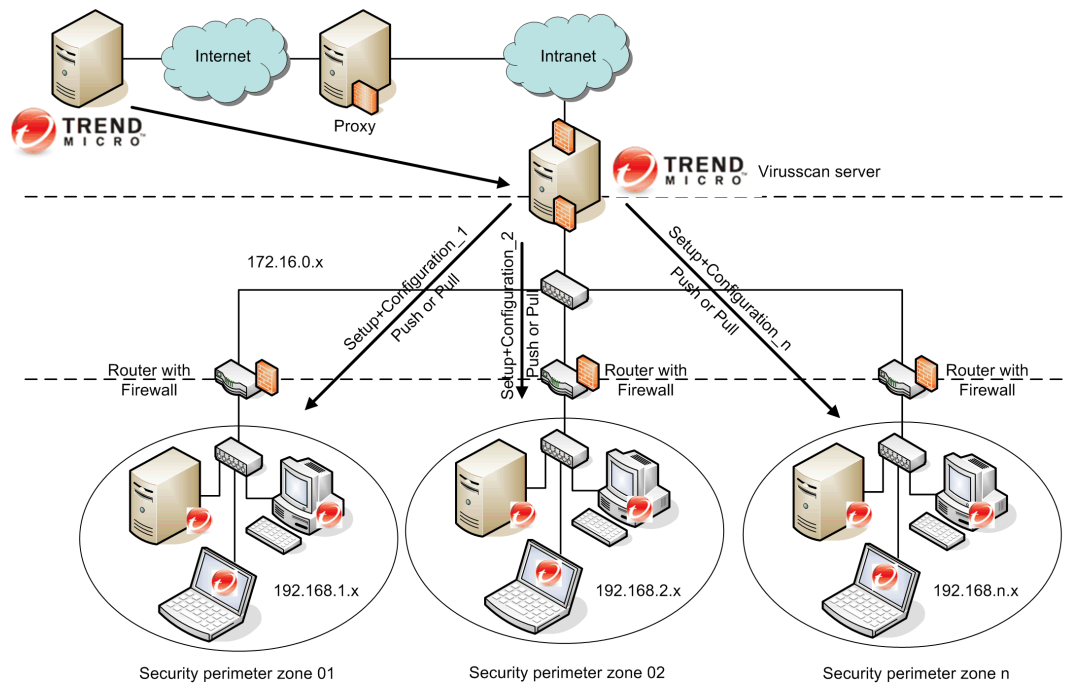 Internet
Intranet
Proxy
TREND
MICRO™
TREND
MICRO™
Virusscan server
172.16.0.x
Setup+Configuration_1
Push or Pull
Setup+Configuration_2
Push or Pull
Setup+Configuration_n
Push or Pull
Router with
Firewall
Router with
Firewall
Router with
Firewall
192.168.1.x
192.168.2.x
192.168.n.x
Security perimeter zone 01
Security perimeter zone 02
Security perimeter zone n